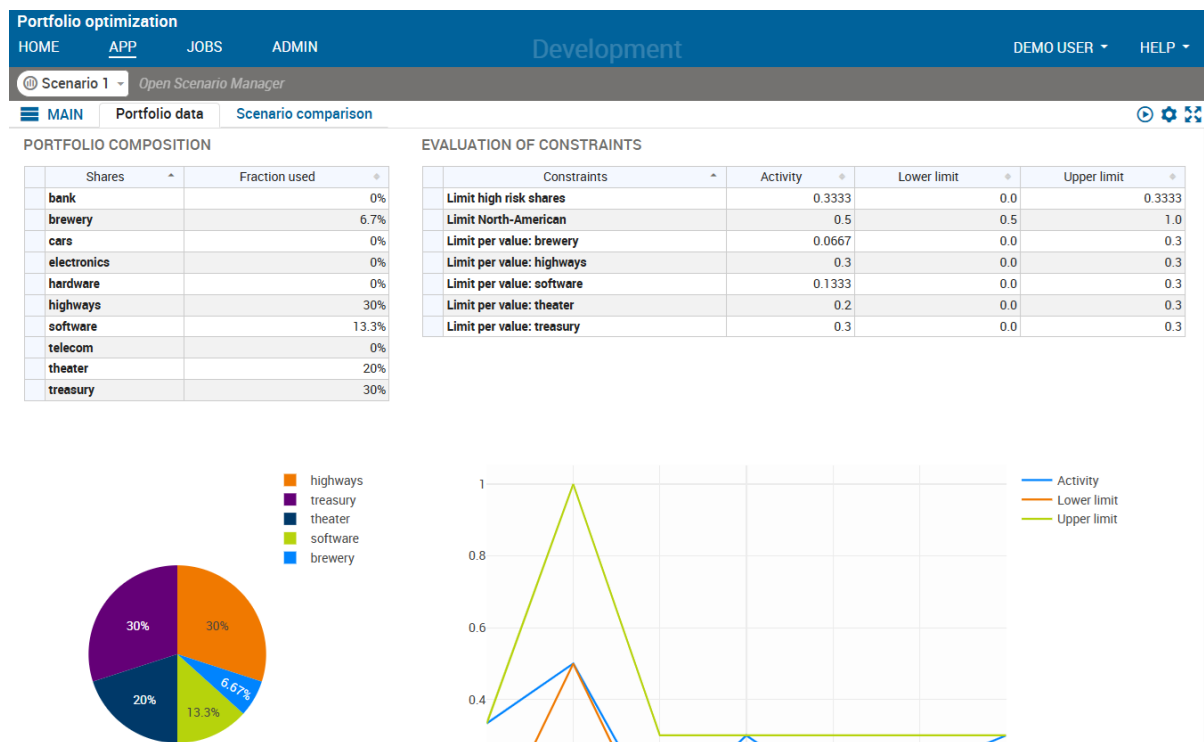 Portfolio optimization
HOME APP JOBS ADMIN Development DEMO USER HELP
Scenario 1 Open Scenario Manager
MAIN Portfolio data Scenario comparison
PORTFOLIO COMPOSITION EVALUATION OF CONSTRAINTS
Shares Fraction used Constraints Activity Lower limit Upper limit
bank 0% Limit high risk shares 0.3333 0.0 0.3333
brewery 6.7% Limit North-American 0.5 0.5 1.0
cars 0% Limit per value: brewery 0.0667 0.0 0.3
electronics 0% Limit per value: highways 0.3 0.0 0.3
hardware 0% Limit per value: software 0.1333 0.0 0.3
highways 30% Limit per value: theater 0.2 0.0 0.3
software 13.3% Limit per value: treasury 0.3 0.0 0.3
telecom 0%
theater 20%
treasury 30%
highways 1 Activity
treasury Lower limit
theater Upper limit
software
brewery 0.8
30% 30% 0.6
6.67%
20% 13.3% 0.4